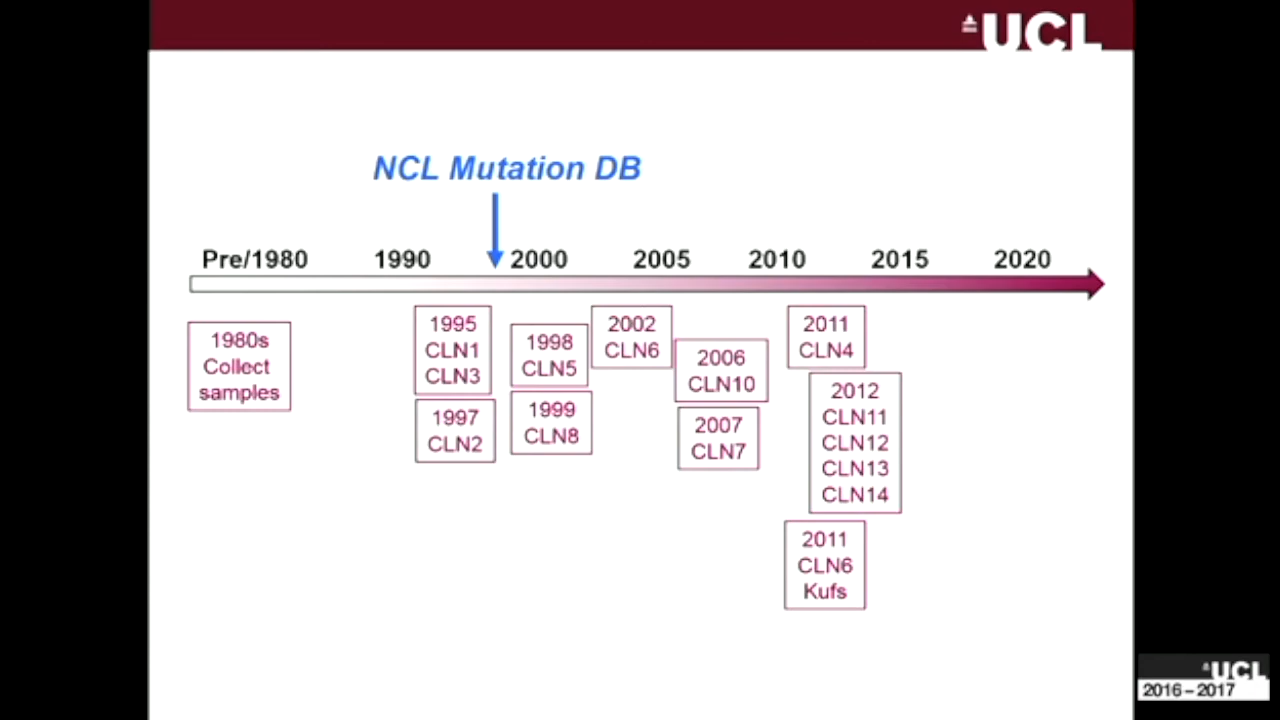 UCL
NCL Mutation DB
Pre/1980 1990 2000 2005 2010 2015 2020
1980s
Collect
samples
1995
CLN1
CLN3
1997
CLN2
1998
CLN5
1999
CLN8
2002
CLN6
2006
CLN10
2007
CLN7
2011
CLN4
2012
CLN11
CLN12
CLN13
CLN14
2011
CLN6
Kufs
UCL
2016 – 2017